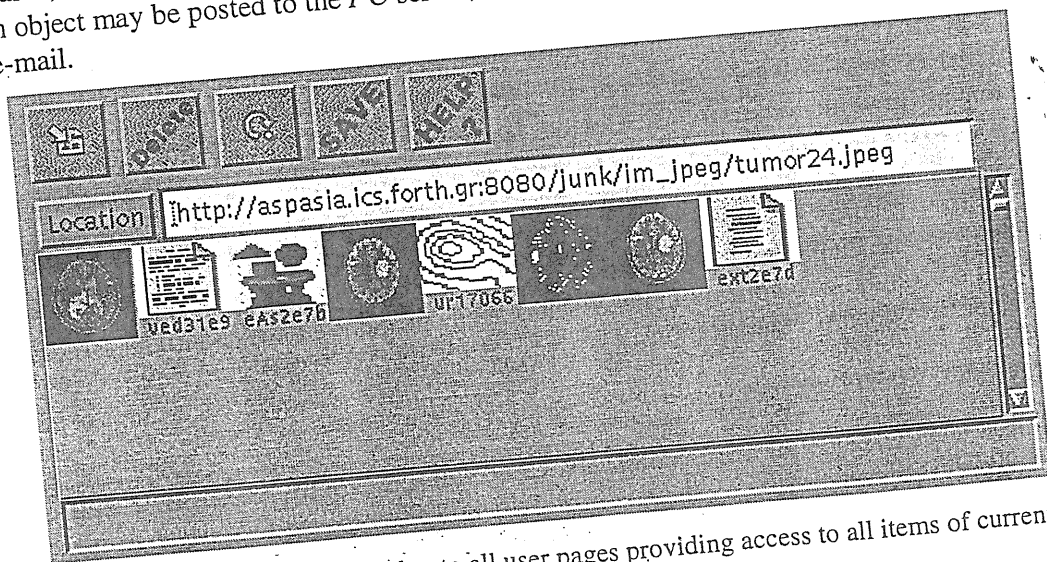 object may be posted to the
e-mail.
Delete
SAVE
HELP
?
Location
http://aspasia.ics.forth.gr:8080/junk/im_jpeg/tumor24.jpeg
ved31e9 eAs2e7b ur17066 ext2e7d
all user pages providing access to all items of curren